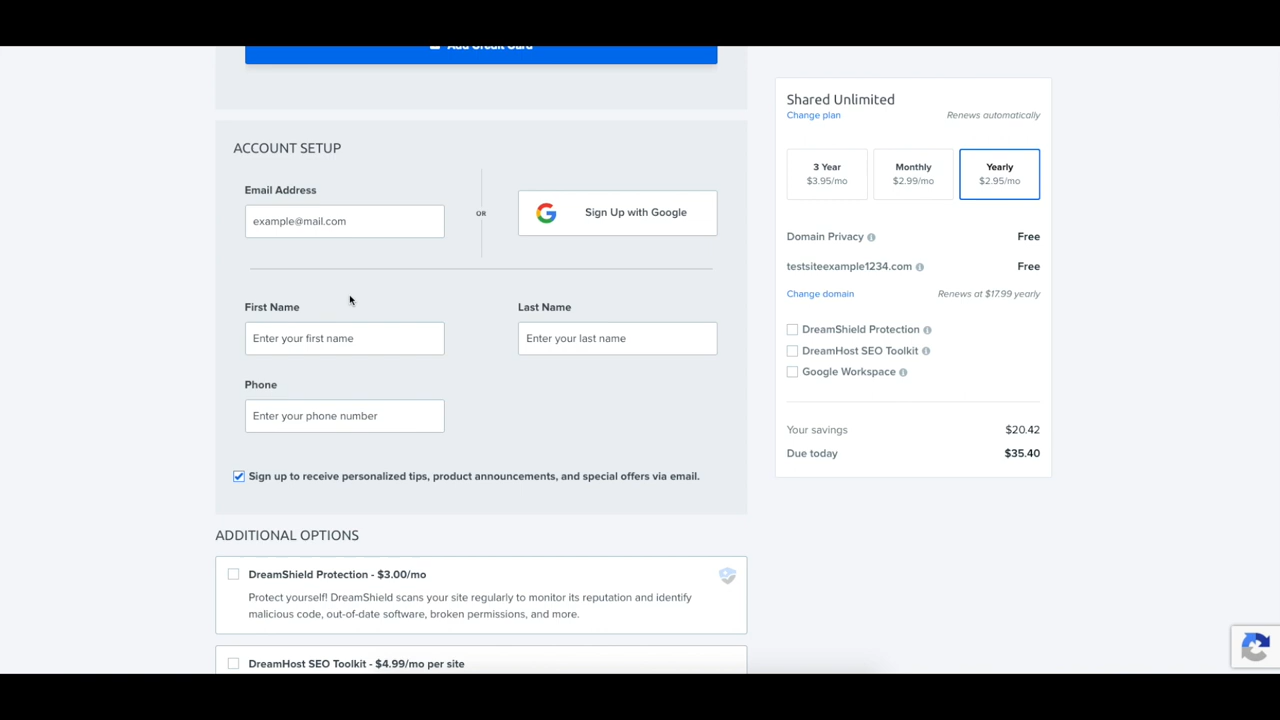 Add Credit Card
ACCOUNT SETUP
Email Address
example@mail.com
OR
Sign Up with Google
First Name
Last Name
Enter your first name
Enter your last name
Phone
Enter your phone number
Sign up to receive personalized tips, product announcements, and special offers via email.
ADDITIONAL OPTIONS
DreamShield Protection - $3.00/mo
Protect yourself! DreamShield scans your site regularly to monitor its reputation and identify
malicious code, out-of-date software, broken permissions, and more.
DreamHost SEO Toolkit - $4.99/mo per site
Shared Unlimited
Change plan
Renews automatically
3 Year
$3.95/mo
Monthly
$2.99/mo
Yearly
$2.95/mo
Domain Privacy
Free
testsiteexample1234.com
Free
Change domain
Renews at $17.99 yearly
DreamShield Protection
DreamHost SEO Toolkit
Google Workspace
Your savings
$20.42
Due today
$35.40